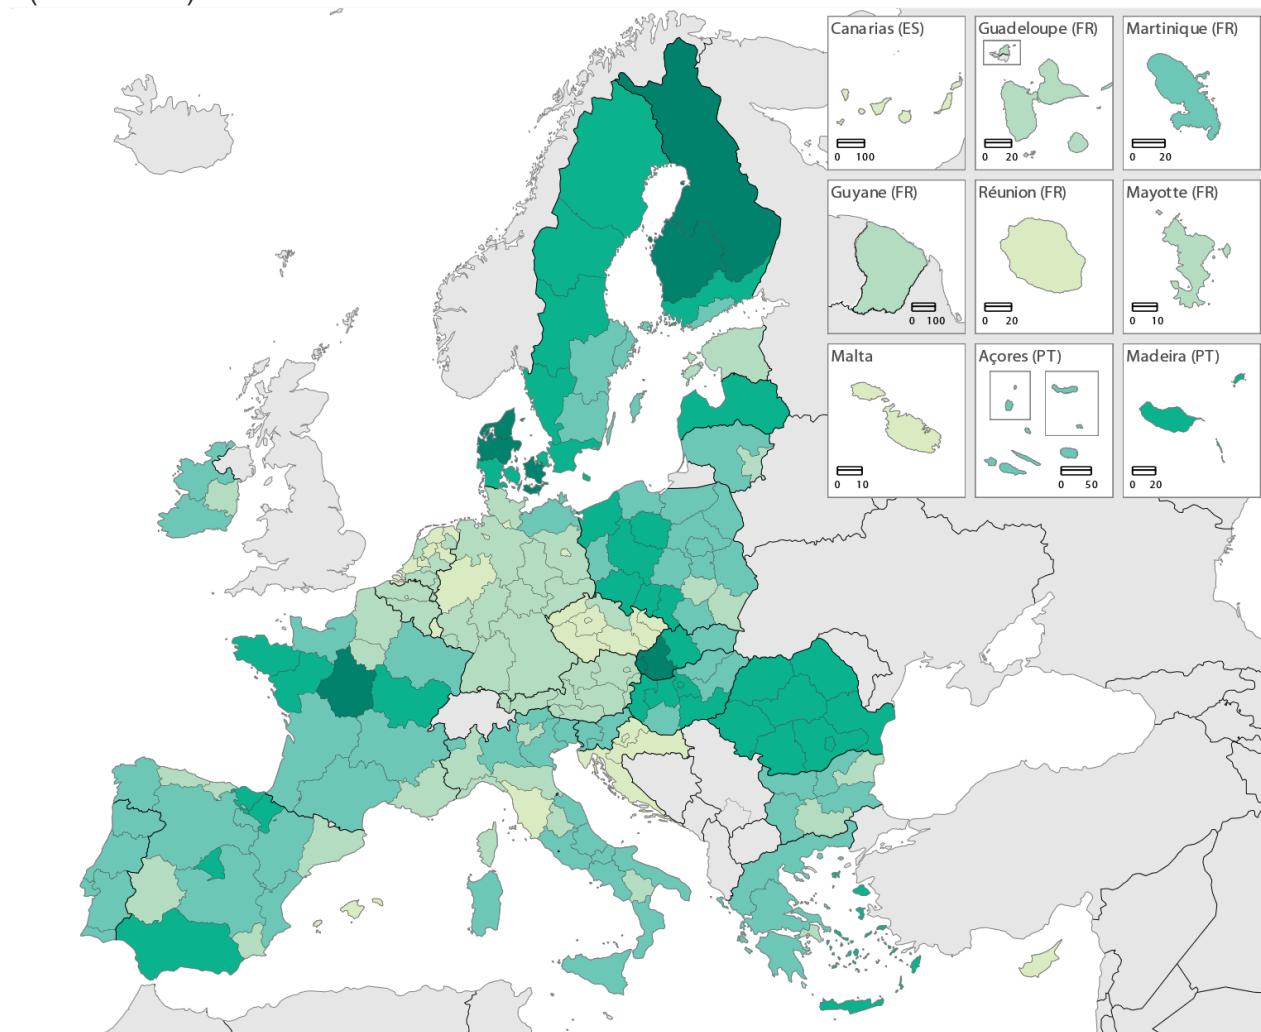 Canarias (ES)
0 100
Guadeloupe (FR)
0 20
Martinique (FR)
0 20
Guyane (FR)
0 100
Réunion (FR)
0 20
Mayotte (FR)
0 10
Malta
0 10
Açores (PT)
0 50
Madeira (PT)
0 20